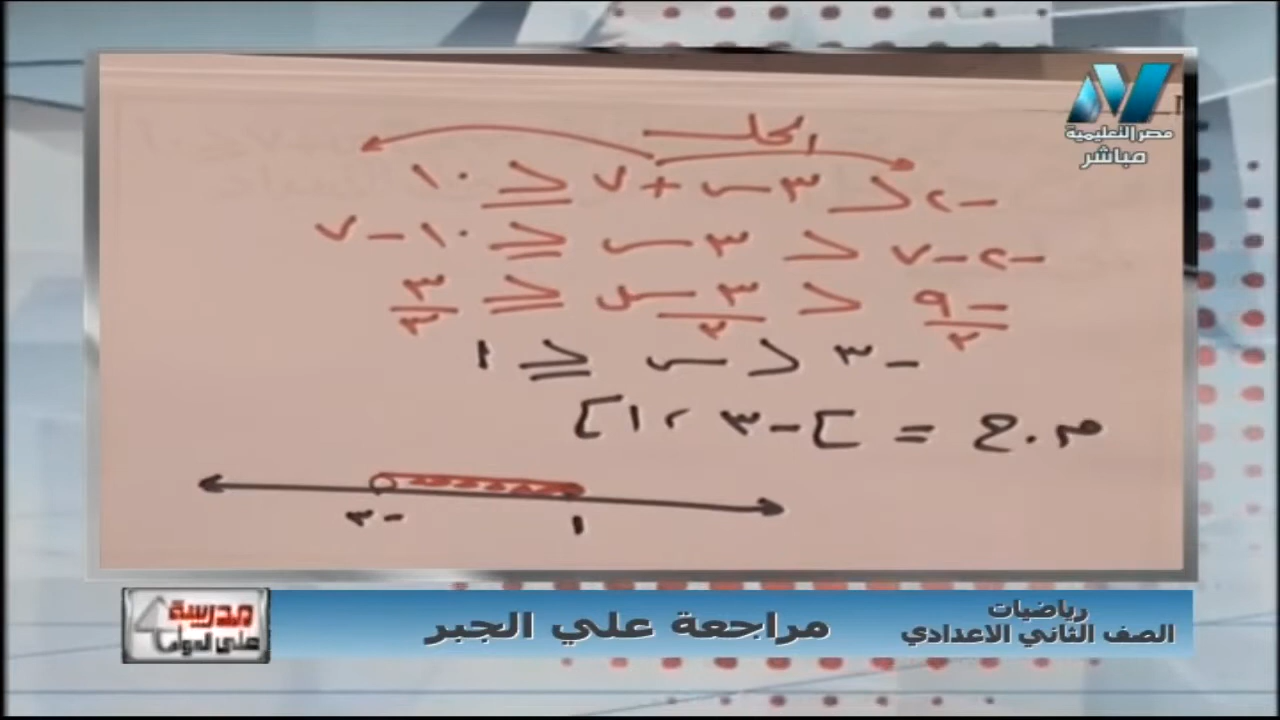 مصر التعليمية
مباشر
الحل
-٢ < ٣س + ٧ ≤ ١٠
-٢-٧ < ٣س ≤ ١٠-٧
-٩/٣ < ٣س/٣ ≤ ٣/٣
-٣ < س ≤ ١
م.ح = ]-٣ ، ١]
١ -٣
رياضيات
الصف الثاني الاعدادي
مراجعة علي الجبر
مدرسة
علي الهواء